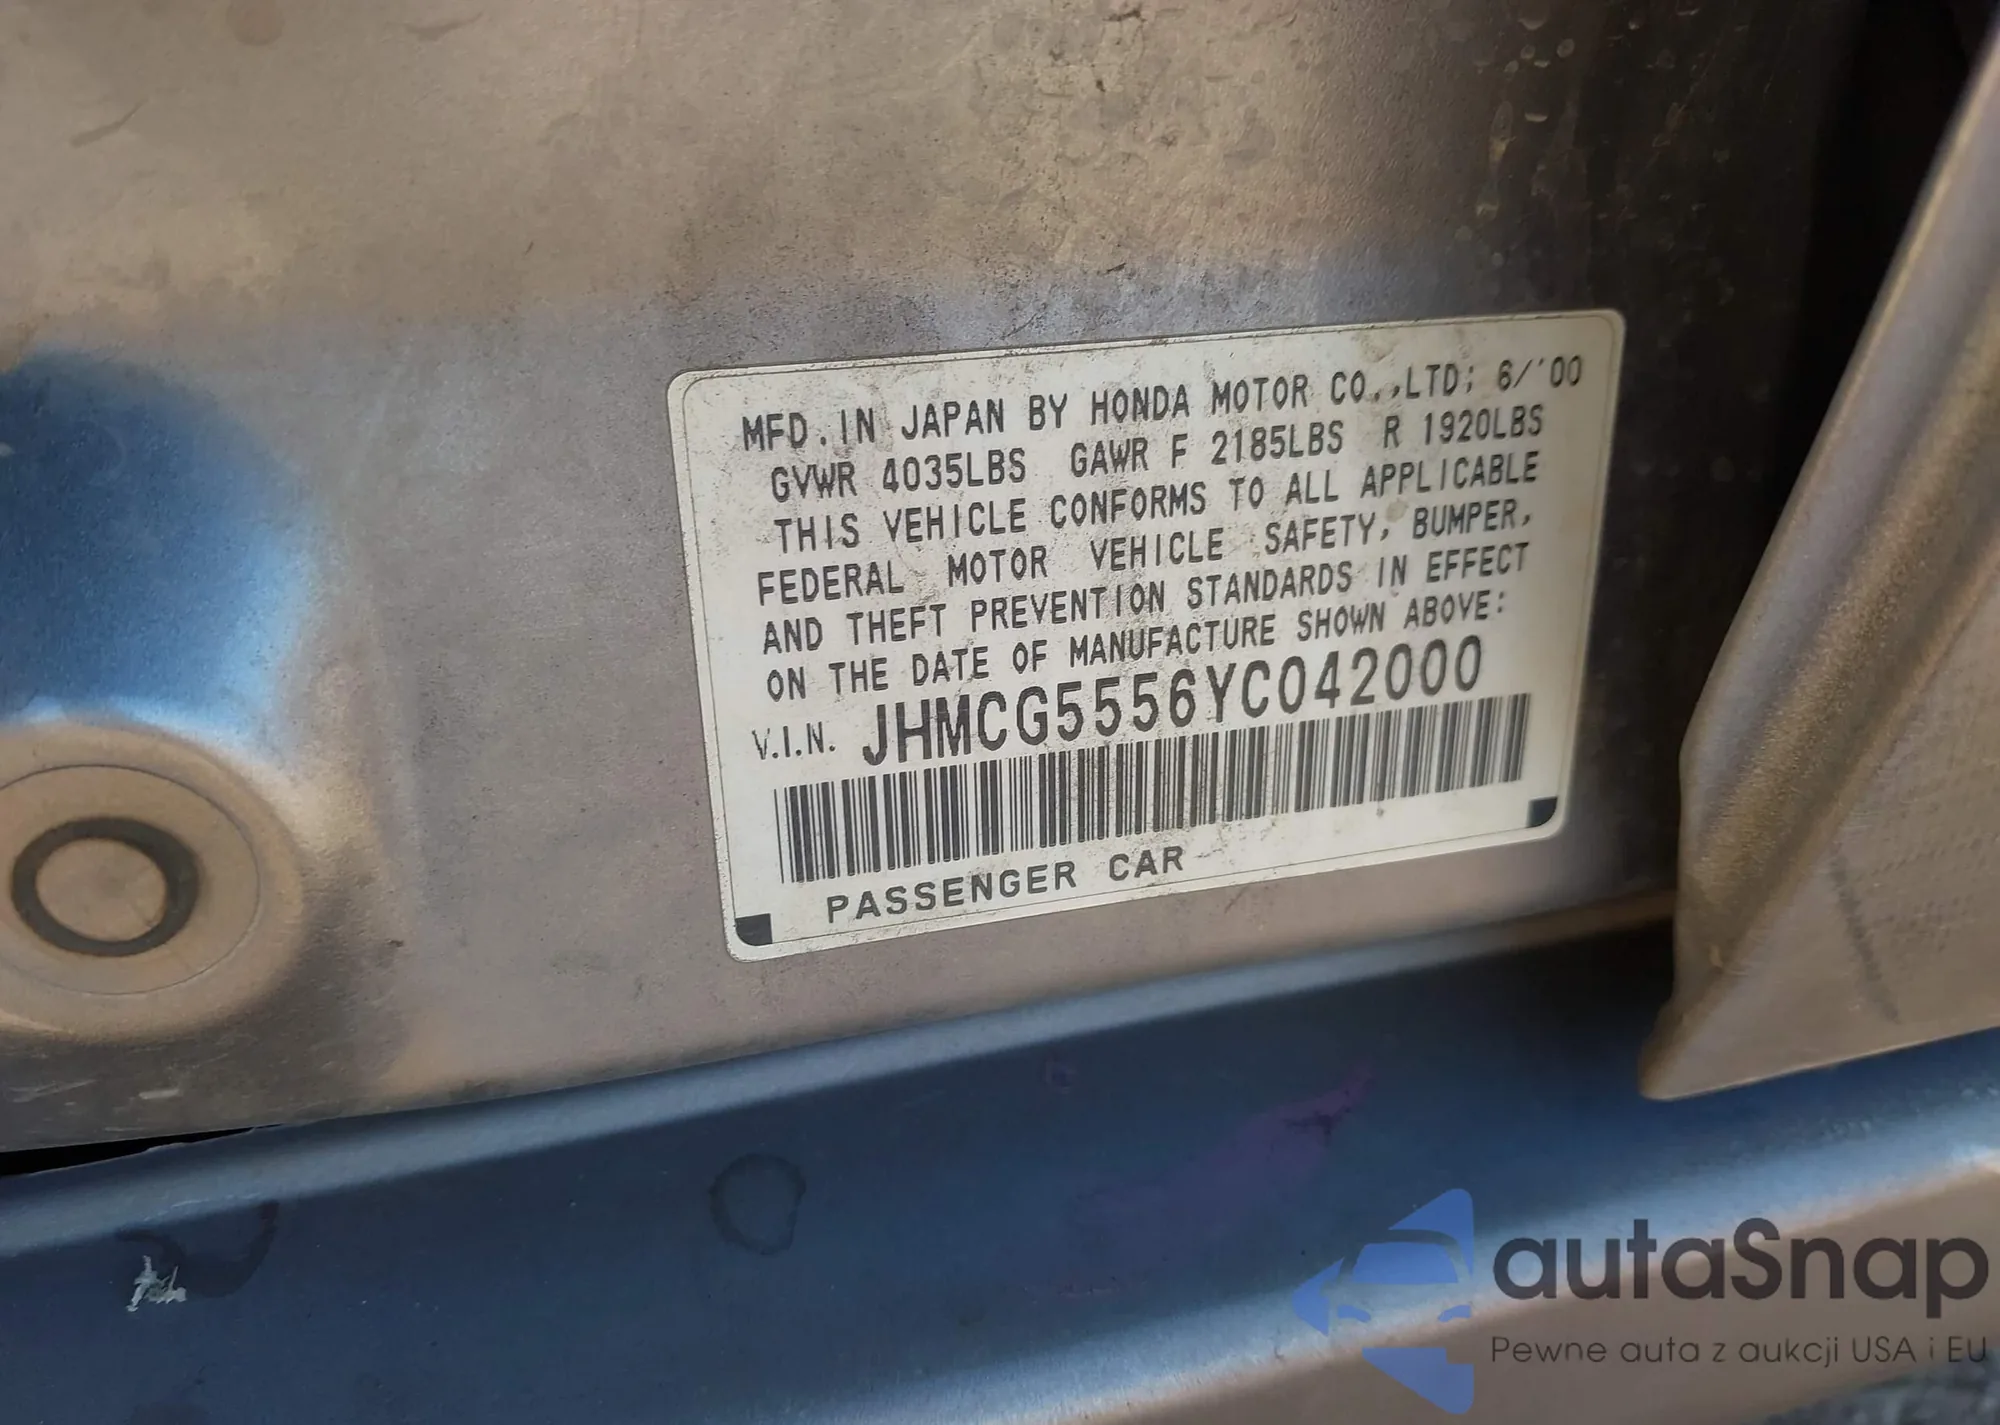 MFD. IN JAPAN BY HONDA MOTOR CO., LTD; 6/'00
GVWR 4035LBS GAWR F 2185LBS R 1920LBS
THIS VEHICLE CONFORMS TO ALL APPLICABLE
FEDERAL MOTOR VEHICLE SAFETY, BUMPER,
AND THEFT PREVENTION STANDARDS IN EFFECT
ON THE DATE OF MANUFACTURE SHOWN ABOVE:
V.I.N. JHMCG5556YC042000
PASSENGER CAR
autaSnap
Pewne auta z aukcji USA i EU